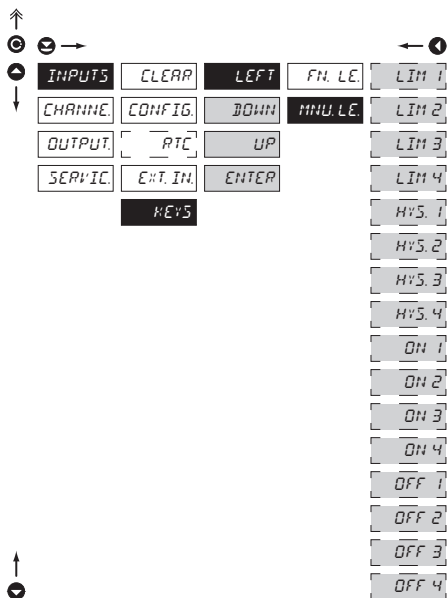 INPUTS CLEAR LEFT FN. LE. LIM 1
CHANNE. CONFIG. DOWN MNU.LE. LIM 2
OUTPUT. RTC UP LIM 3
SERVIC. EXT. IN. ENTER LIM 4
KEYS HYS. 1
HYS. 2
HYS. 3
HYS. 4
ON 1
ON 2
ON 3
ON 4
OFF 1
OFF 2
OFF 3
OFF 4